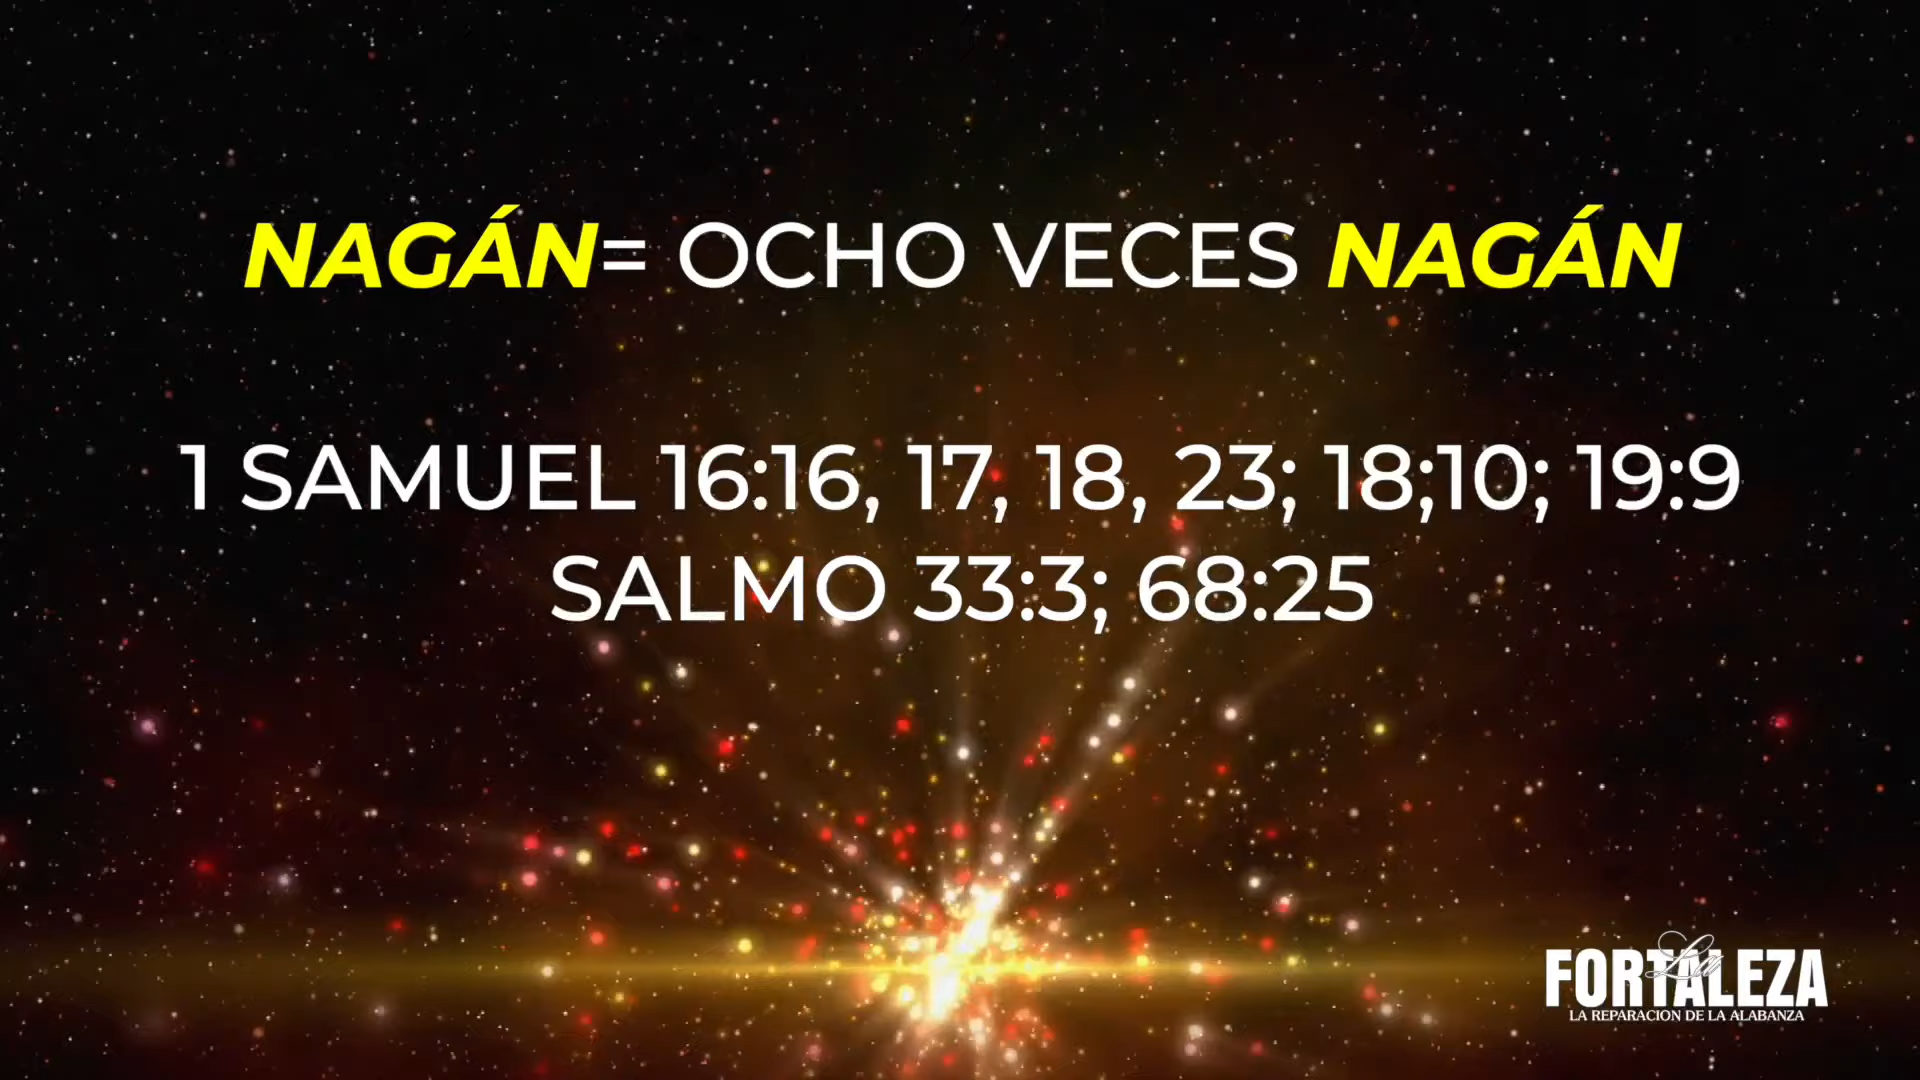 NAGÁN= OCHO VECES NAGÁN
1 SAMUEL 16:16, 17, 18, 23; 18;10; 19:9
SALMO 33:3; 68:25
La
FORTALEZA
LA REPARACION DE LA ALABANZA